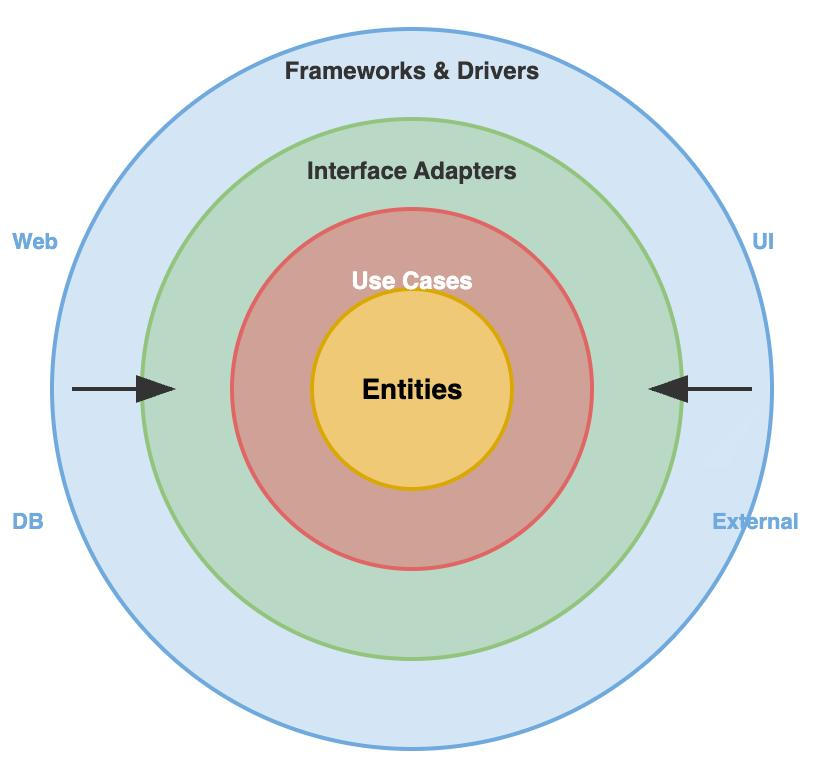 Frameworks & Drivers
Interface Adapters
Web
UI
Use Cases
Entities
DB
External